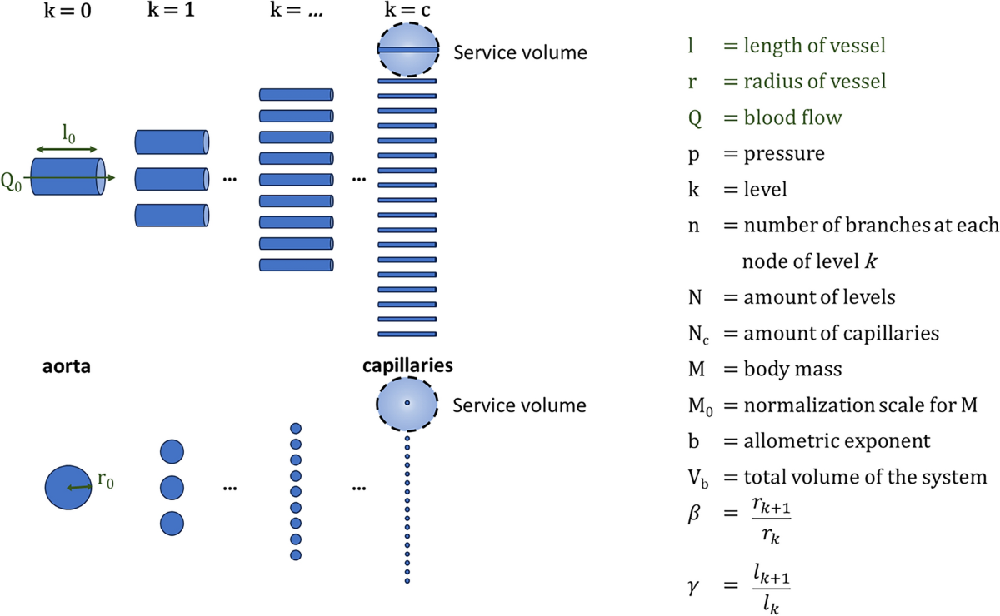 k = 0
k = 1
k = ...
k = c
Service volume
l0
Q0
...
...
aorta
capillaries
Service volume
r0
...
...
l = length of vessel
r = radius of vessel
Q = blood flow
p = pressure
k = level
n = number of branches at each
node of level k
N = amount of levels
Nc = amount of capillaries
M = body mass
M0 = normalization scale for M
b = allometric exponent
Vb = total volume of the system
β = rk+1 / rk
γ = lk+1 / lk